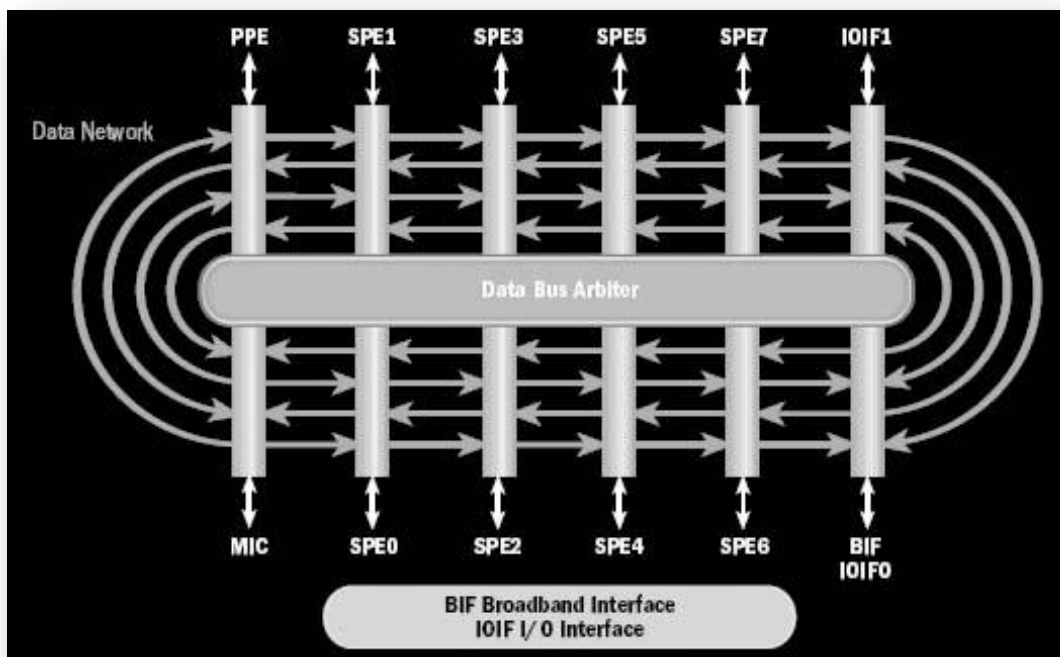 PPE SPE1 SPE3 SPE5 SPE7 IOIF1
Data Network
Data Bus Arbiter
MIC SPE0 SPE2 SPE4 SPE6 BIF
IOIF0
BIF Broadband Interface
IOIF I/O Interface